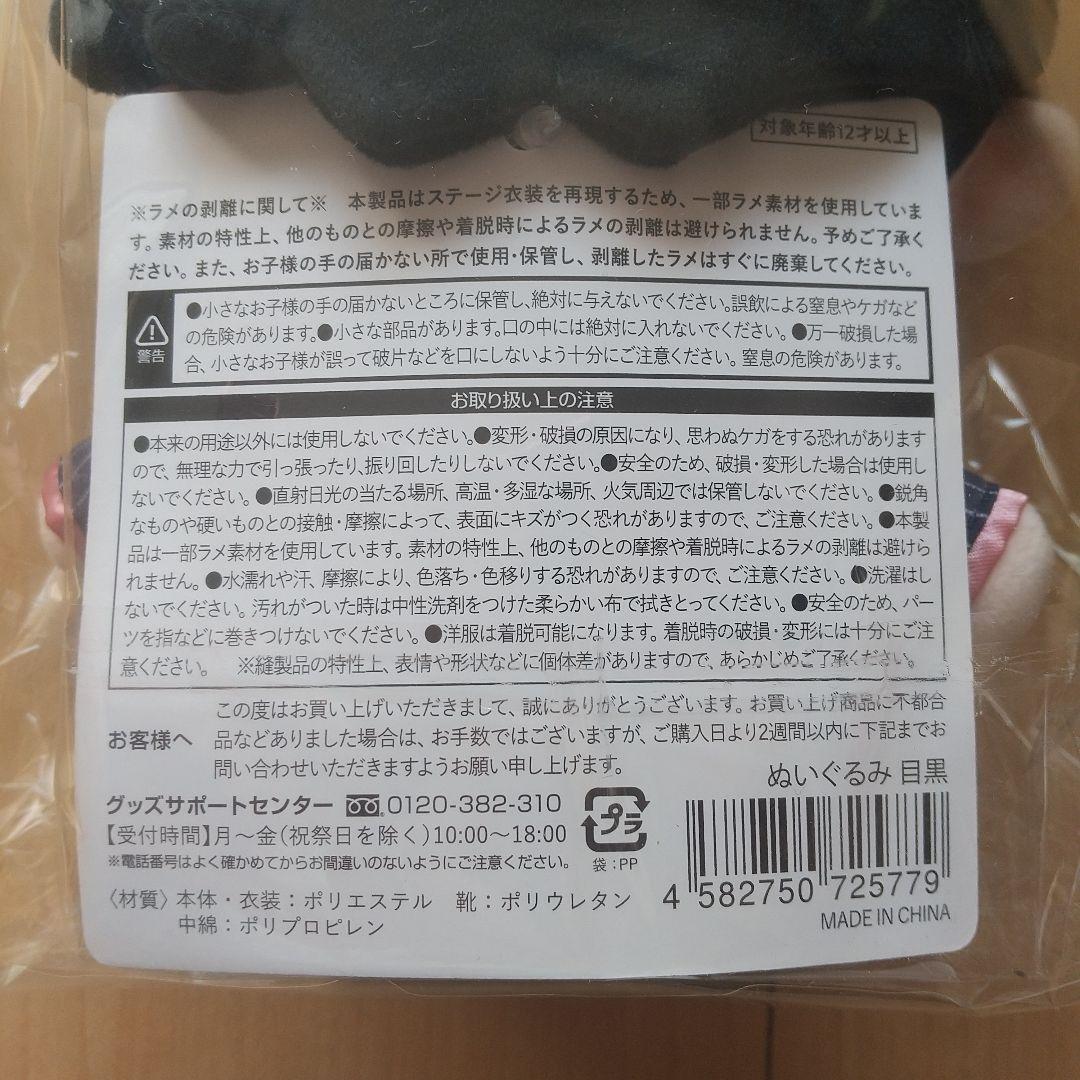 対象年齢12才以上
※ラメの剥離に関して※　本製品はステージ衣装を再現するため、一部ラメ素材を使用していま
す。素材の特性上、他のものとの摩擦や着脱時によるラメの剥離は避けられません。予めご了承く
ださい。また、お子様の手の届かない所で使用・保管し、剥離したラメはすぐに廃棄してください。
警告
●小さなお子様の手の届かないところに保管し、絶対に与えないでください。誤飲による窒息やケガなど
の危険があります。●小さな部品があります。口の中には絶対に入れないでください。●万一破損した場
合、小さなお子様が誤って破片などを口にしないよう十分にご注意ください。窒息の危険があります。
お取り扱い上の注意
●本来の用途以外には使用しないでください。●変形・破損の原因になり、思わぬケガをする恐れがあります
ので、無理な力で引っ張ったり、振り回したりしないでください。●安全のため、破損・変形した場合は使用し
ないでください。●直射日光の当たる場所、高温・多湿な場所、火気周辺では保管しないでください。●鋭角
なものや硬いものとの接触・摩擦によって、表面にキズがつく恐れがありますので、ご注意ください。●本製
品は一部ラメ素材を使用しています。素材の特性上、他のものとの摩擦や着脱時によるラメの剥離は避けら
れません。●水濡れや汗、摩擦により、色落ち・色移りする恐れがありますので、ご注意ください。●洗濯はし
ないでください。汚れがついた時は中性洗剤をつけた柔らかい布で拭きとってください。●安全のため、パー
ツを指などに巻きつけないでください。●洋服は着脱可能になります。着脱時の破損・変形には十分にご注
意ください。　※縫製品の特性上、表情や形状などに個体差がありますので、あらかじめご了承ください。
お客様へ
この度はお買い上げいただきまして、誠にありがとうございます。お買い上げ商品に不都合
品などありました場合は、お手数ではございますが、ご購入日より2週間以内に下記までお
問い合わせいただきますようお願い申し上げます。
ぬいぐるみ 目黒
グッズサポートセンター 0120-382-310
【受付時間】月～金(祝祭日を除く)10:00～18:00
※電話番号はよく確かめてからお間違いのないようにご注意ください。
プラ
袋：PP
〈材質〉本体・衣装：ポリエステル　靴：ポリウレタン
中綿：ポリプロピレン
4 582750 725779
MADE IN CHINA